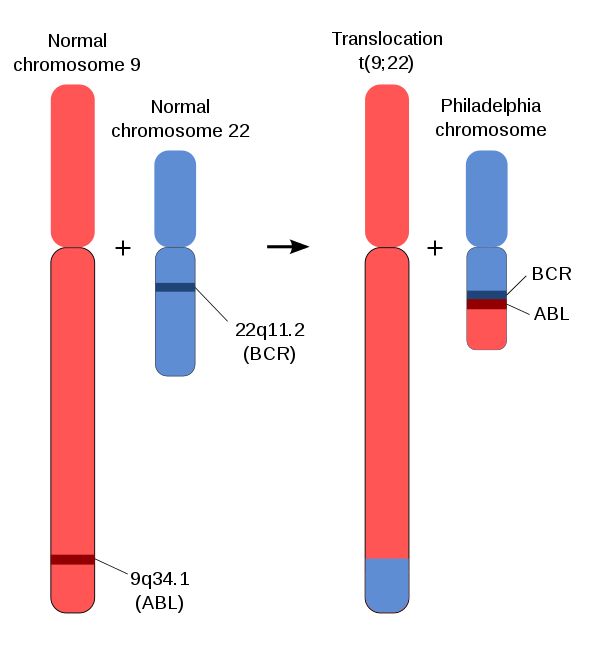 Normal
chromosome 9
Normal
chromosome 22
+
22q11.2
(BCR)
9q34.1
(ABL)
Translocation
t(9;22)
Philadelphia
chromosome
+
BCR
ABL